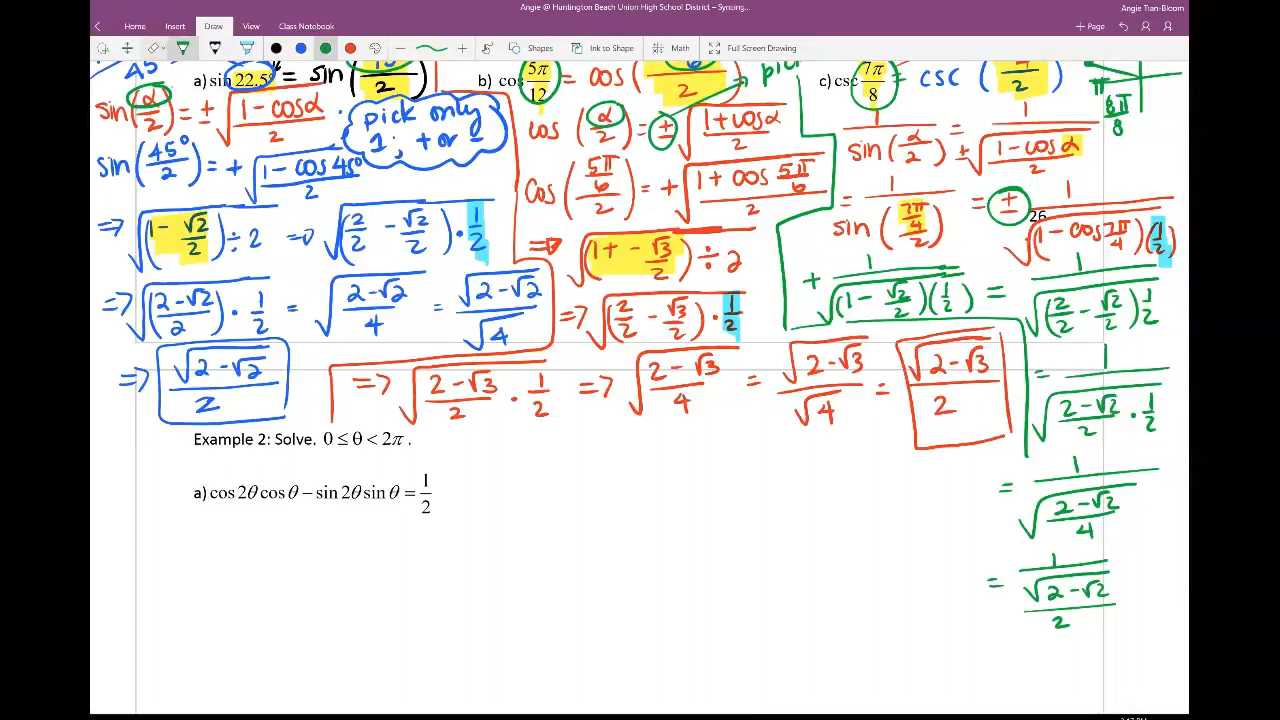 Angie @ Huntington Beach Union High School District – Syncing...
Angie Tran-Bloom
Home Insert Draw View Class Notebook
+ Page
Shapes Ink to Shape Math Full Screen Drawing
45
a) sin 22.5° = sin( /2)
sin(α/2) = ± √((1 - cosα)/2)
pick only
1; + or -
sin(45°/2) = + √((1 - cos 45°)/2)
=> √((1 - √2/2) ÷ 2 => √((2/2 - √2/2) · 1/2
=> √((2-√2)/2) · 1/2 = √((2-√2)/4) = √(2-√2)/√4
=> √(2-√2)/2
b) cos 5π/12 = cos( /2)
cos(α/2) = ± √((1+cosα)/2)
cos((5π/6)/2) = + √((1 + cos 5π/6)/2)
=> √((1 + -√3/2) ÷ 2
=> √((2/2 - √3/2) · 1/2
=> √((2-√3)/2 · 1/2) => √((2-√3)/4) = √(2-√3)/√4 = √(2-√3)/2
c) csc 7π/8 = csc( /2)
π
8π/8
1/sin(α/2) = 1/±√((1-cosα)/2)
= 1/sin((7π/4)/2) = ± 1/√((1-cos 7π/4)(1/2))
26
+ 1/√((1-√2/2)(1/2)) = 1/√((2/2 - √2/2)1/2)
= 1/√((2-√2)/2 · 1/2)
= 1/√((2-√2)/4)
= 1/(√(2-√2)/2)
Example 2: Solve. 0 ≤ θ < 2π.
a) cos 2θ cos θ − sin 2θ sin θ = 1/2